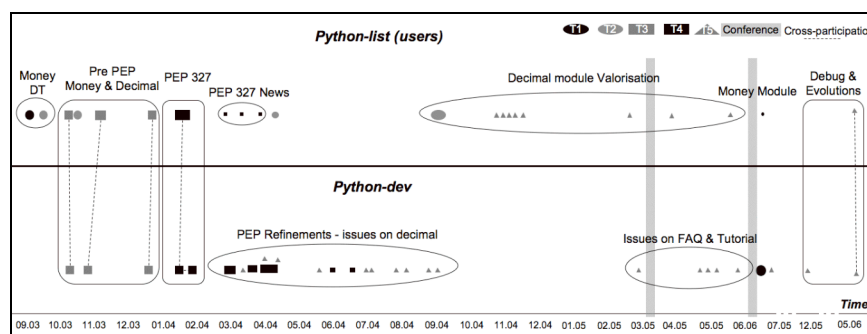 Python-list (users)
T1 T2 T3 T4 T5 Conference Cross-participatio
Money
DT
Pre PEP
Money & Decimal
PEP 327
PEP 327 News
Decimal module Valorisation
Money Module
Debug &
Evolutions
Python-dev
PEP Refinements - issues on decimal
Issues on FAQ & Tutorial
Time
09.03 10.03 11.03 12.03 01.04 02.04 03.04 04.04 05.04 06.04 07.04 08.04 09.04 10.04 11.04 12.04 01.05 02.05 03.05 04.05 05.05 06.06 07.05 12.05 05.06